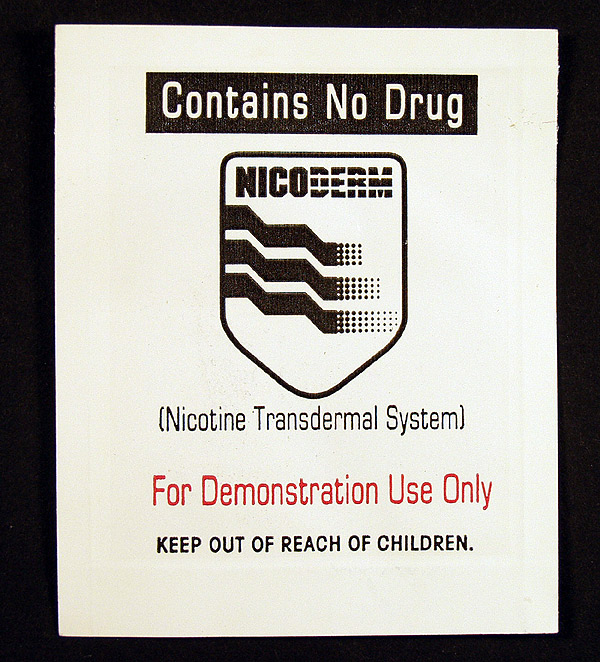 Contains No Drug
NICODERM
(Nicotine Transdermal System)
For Demonstration Use Only
KEEP OUT OF REACH OF CHILDREN.